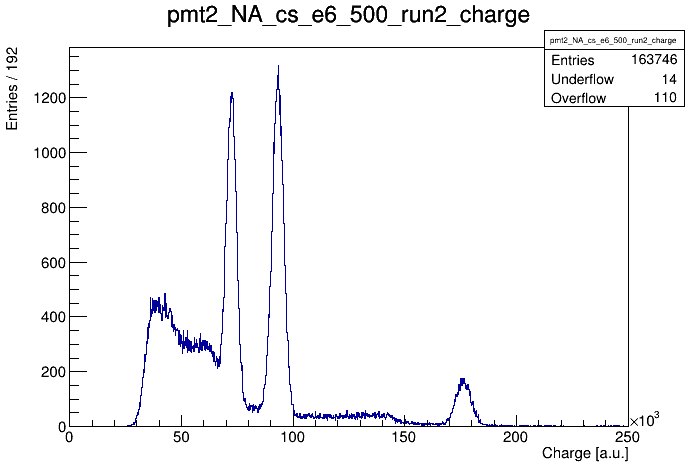 pmt2_NA_cs_e6_500_run2_charge
pmt2_NA_cs_e6_500_run2_charge
Entries 163746
Underflow 14
Overflow 110
Entries / 192
1200
1000
800
600
400
200
0
0 50 100 150 200 250
×10³
Charge [a.u.]